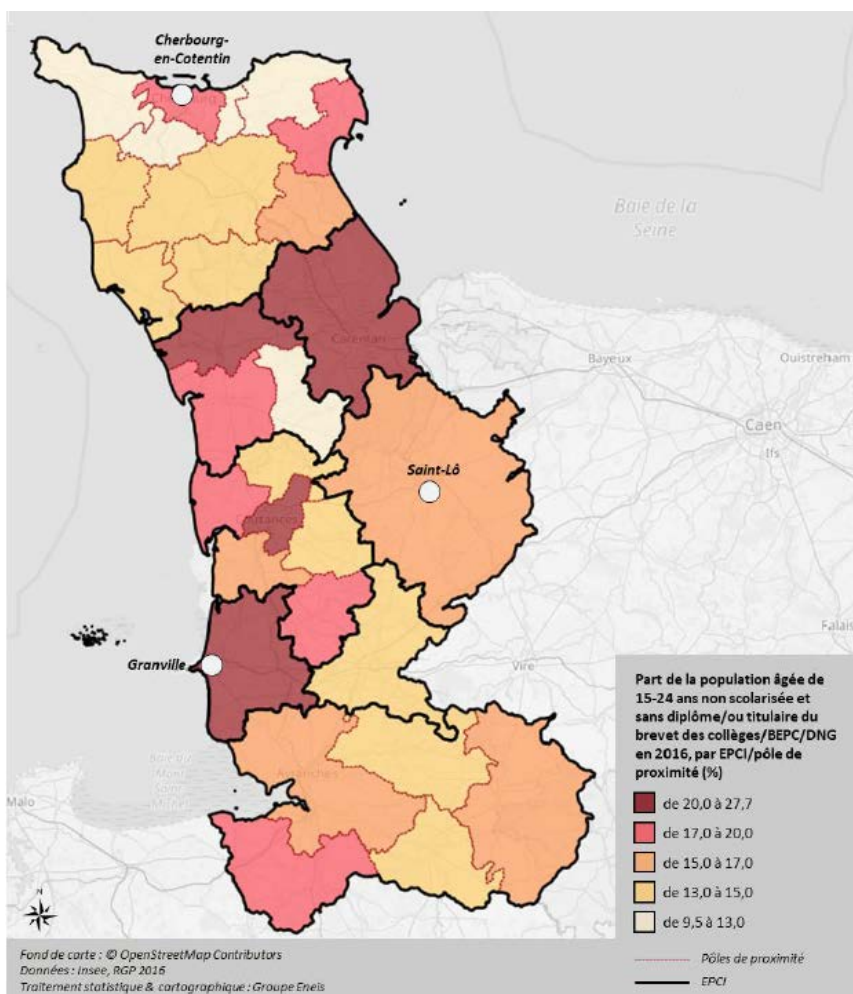 Cherbourg-
en-Cotentin
Baie de la
Seine
Carentan
Bayeux
Ouistreham
Caen
Ifs
Saint-Lô
Coutances
Granville
Vire
Falais
Baie du
Mont
Saint
Michel
Avranches
Malo
Part de la population âgée de
15-24 ans non scolarisée et
sans diplôme/ou titulaire du
brevet des collèges/BEPC/DNG
en 2016, par EPCI/pôle de
proximité (%)
de 20,0 à 27,7
de 17,0 à 20,0
de 15,0 à 17,0
de 13,0 à 15,0
de 9,5 à 13,0
Pôles de proximité
EPCI
N
Fond de carte : © OpenStreetMap Contributors
Données : Insee, RGP 2016
Traitement statistique & cartographique : Groupe Eneis